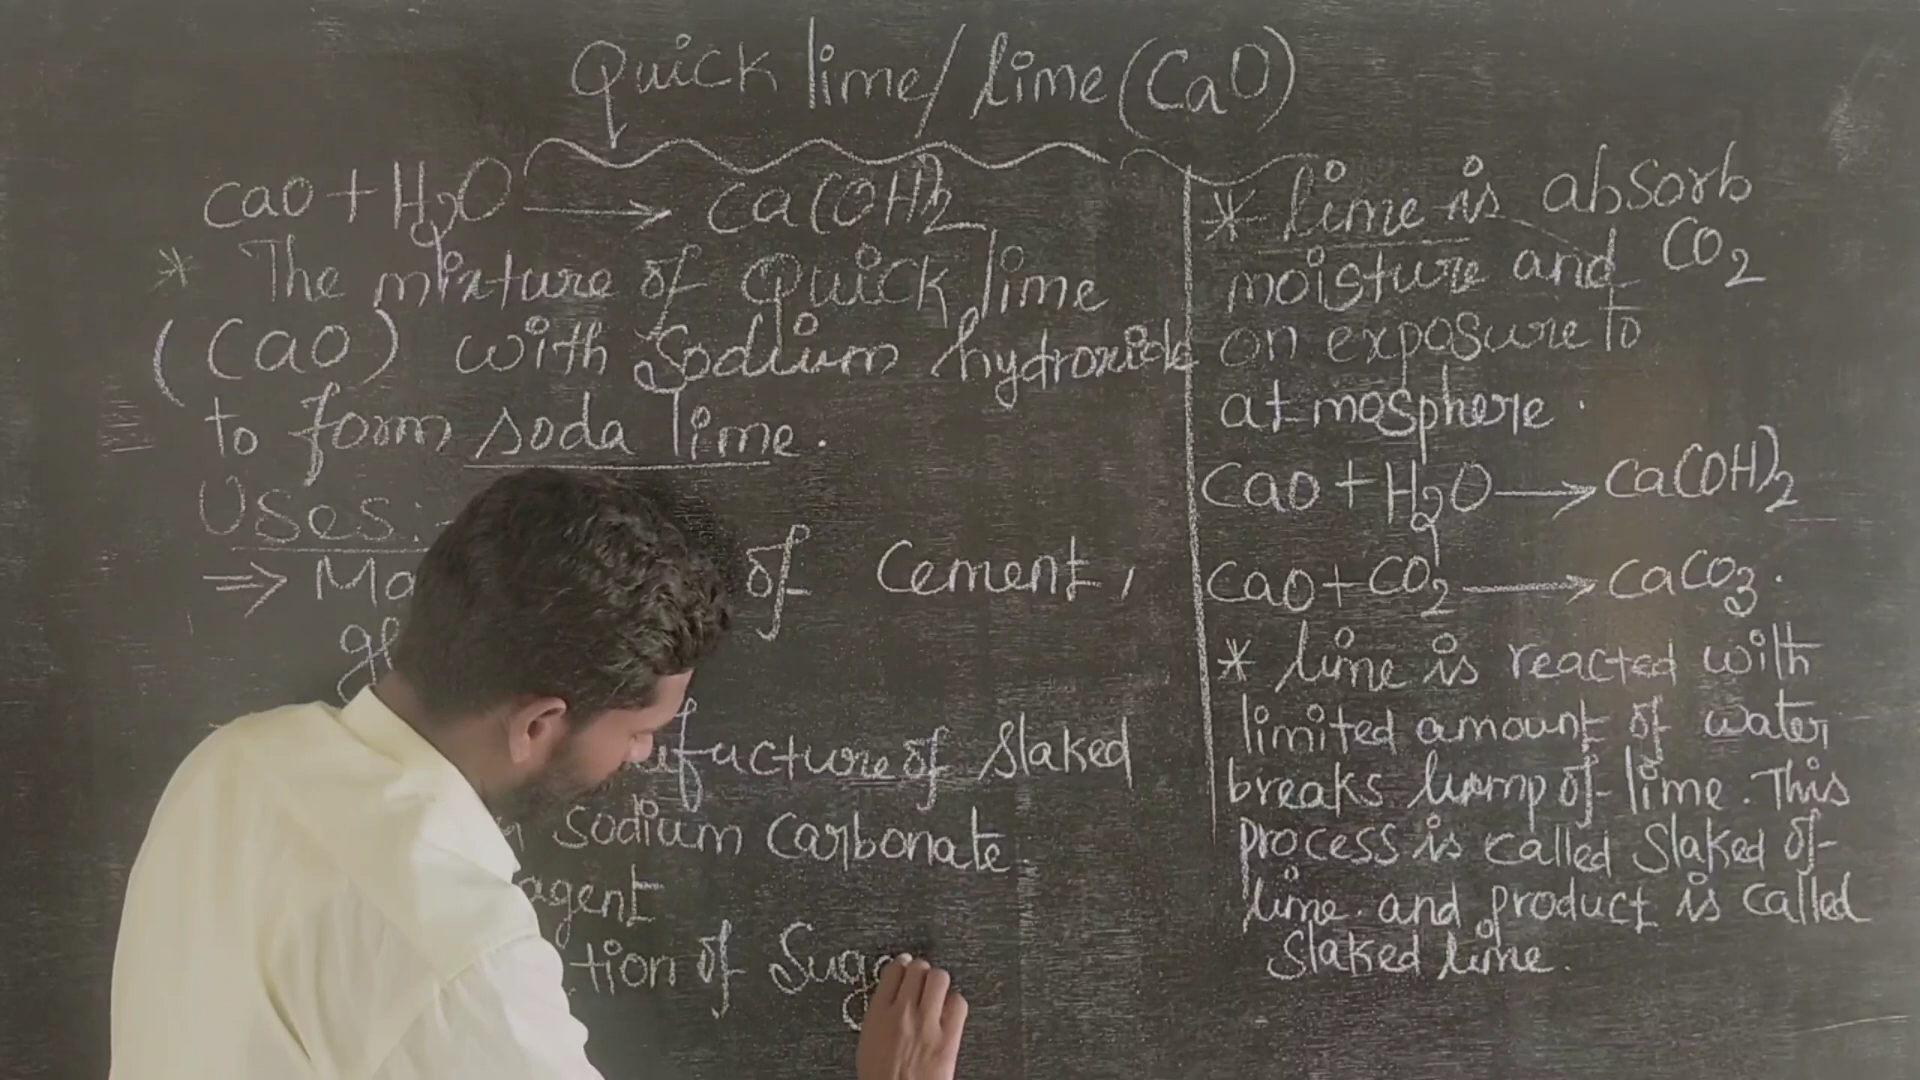 Quick lime/ lime (CaO)
cao + H2O → ca(OH)2
* The mixture of Quick lime
(cao) with Sodium hydroxide
to form soda lime.
Uses:-
⇒ of Cement,
of Slaked
Sodium carbonate
agent
of
* lime is absorb
moisture and CO2
on exposure to
atmosphere.
cao + H2O → ca(OH)2
cao + CO2 → caco3.
* lime is reacted with
limited amount of water
breaks lump of lime. This
process is called Slaked of
lime. and product is called
Slaked lime.